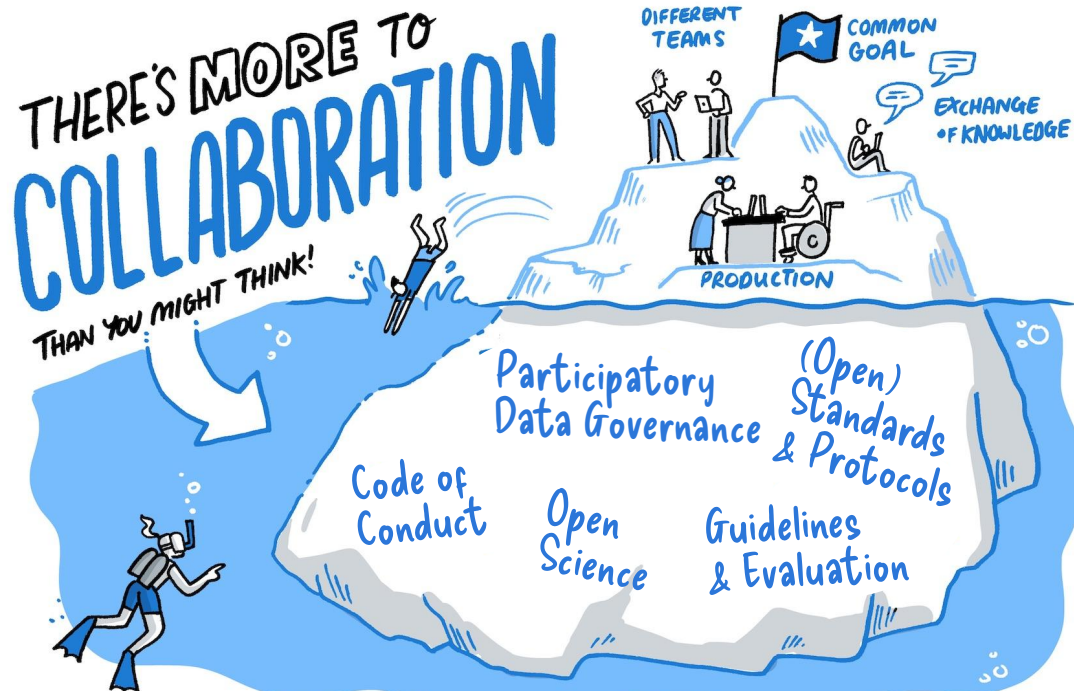 THERE'S MORE TO
COLLABORATION
THAN YOU MIGHT THINK!
DIFFERENT
TEAMS
COMMON
GOAL
EXCHANGE
OF KNOWLEDGE
C
PRODUCTION
Participatory
Data Governance
(Open)
Standards
& Protocols
Code of
Conduct
Open
Science
Guidelines
& Evaluation